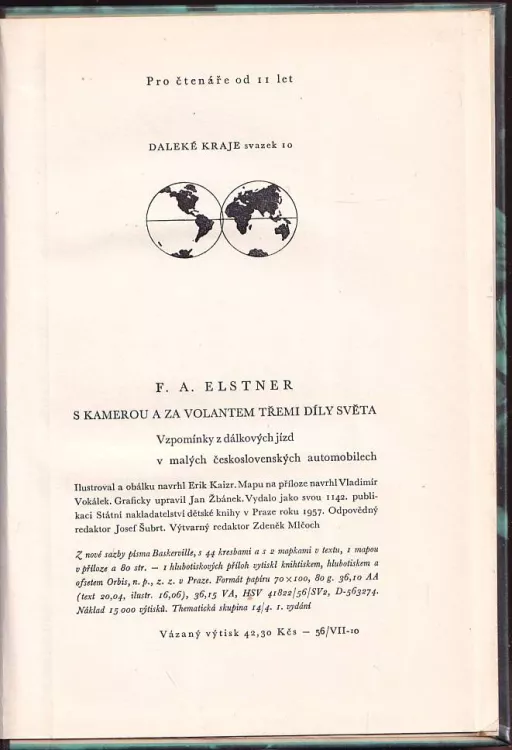 Pro čtenáře od 11 let
DALEKÉ KRAJE svazek 10
F. A. ELSTNER
S KAMEROU A ZA VOLANTEM TŘEMI DÍLY SVĚTA
Vzpomínky z dálkových jízd
v malých československých automobilech
Ilustroval a obálku navrhl Erik Kaizr. Mapu na příloze navrhl Vladimír
Vokálek. Graficky upravil Jan Žbánek. Vydalo jako svou 1142. publi-
kaci Státní nakladatelství dětské knihy v Praze roku 1957. Odpovědný
redaktor Josef Šubrt. Výtvarný redaktor Zdeněk Mlčoch
Z nové sazby písma Baskerville, s 44 kresbami a s 2 mapkami v textu, 1 mapou
v příloze a 80 str. – 1 hlubotiskových příloh vytiskl knihtiskem, hlubotiskem a
ofsetem Orbis, n. p., z. z. v Praze. Formát papíru 70×100, 80 g. 36,10 AA
(text 20,04, ilustr. 16,06), 36,15 VA, HSV 41822/56/SV2, D-563274.
Náklad 15 000 výtisků. Thematická skupina 14/4. 1. vydání
Vázaný výtisk 42,30 Kčs – 56/VII-10